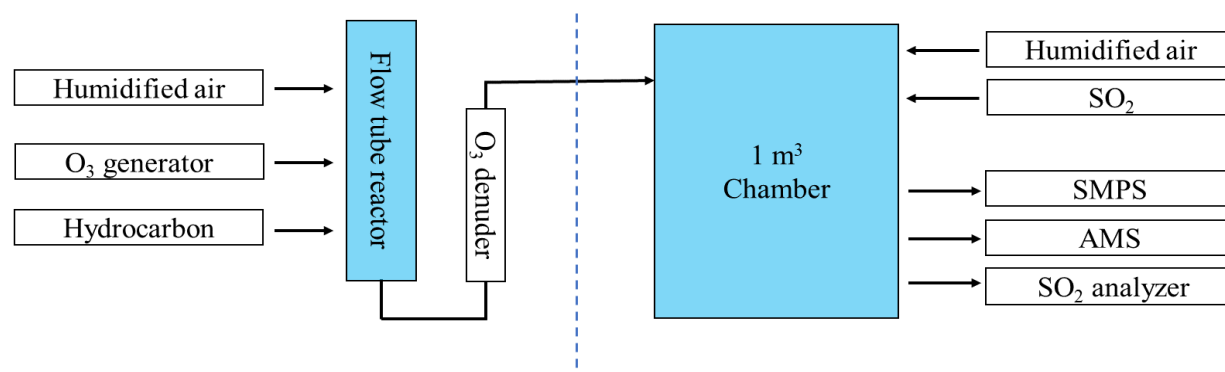 Humidified air
O₃ generator
Hydrocarbon
Flow tube reactor
O₃ denuder
1 m³
Chamber
Humidified air
SO₂
SMPS
AMS
SO₂ analyzer